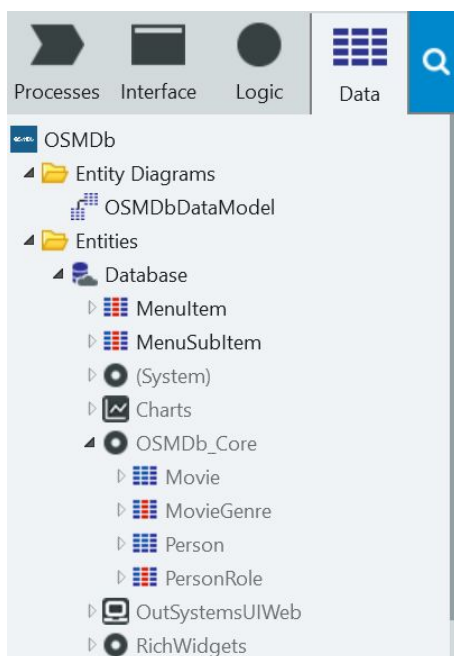 Processes Interface Logic Data
OSMDb
Entity Diagrams
OSMDbDataModel
Entities
Database
MenuItem
MenuSubItem
(System)
Charts
OSMDb_Core
Movie
MovieGenre
Person
PersonRole
OutSystemsUIWeb
RichWidgets